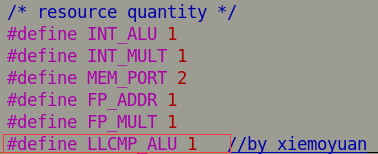 /* resource quantity */
#define INT_ALU 1
#define INT_MULT 1
#define MEM_PORT 2
#define FP_ADDR 1
#define FP_MULT 1
#define LLCMP_ALU 1 //by xiemoyuan